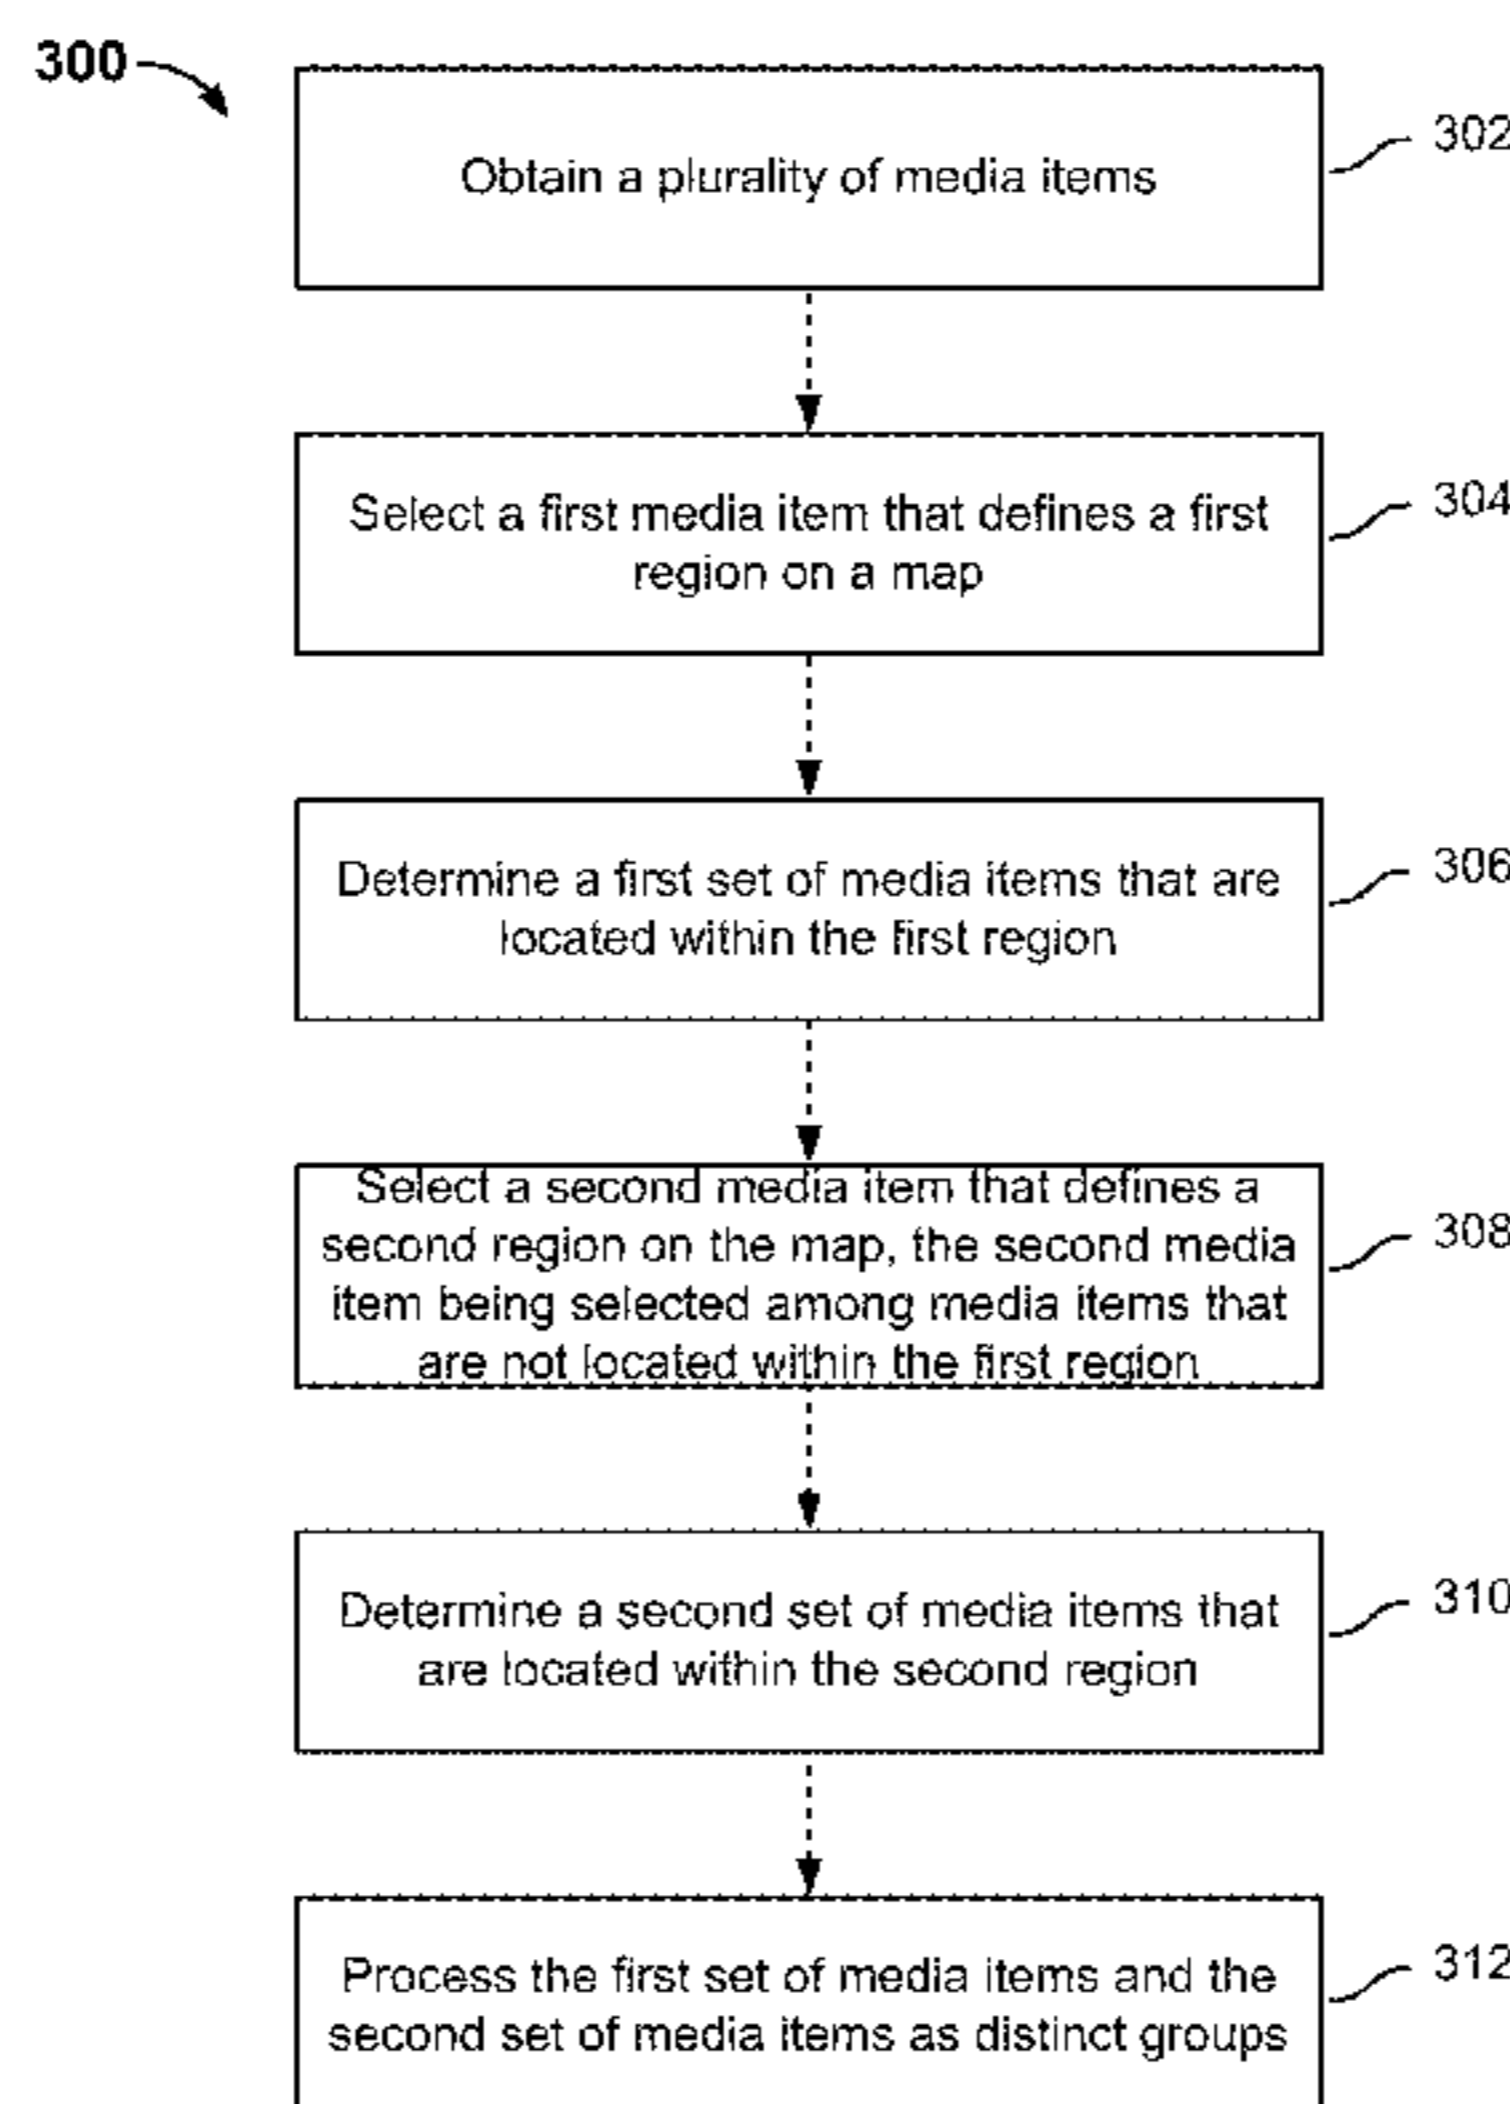 300
Obtain a plurality of media items
302
Select a first media item that defines a first
region on a map
304
Determine a first set of media items that are
located within the first region
306
Select a second media item that defines a
second region on the map, the second media
item being selected among media items that
are not located within the first region
308
Determine a second set of media items that
are located within the second region
310
Process the first set of media items and the
second set of media items as distinct groups
312